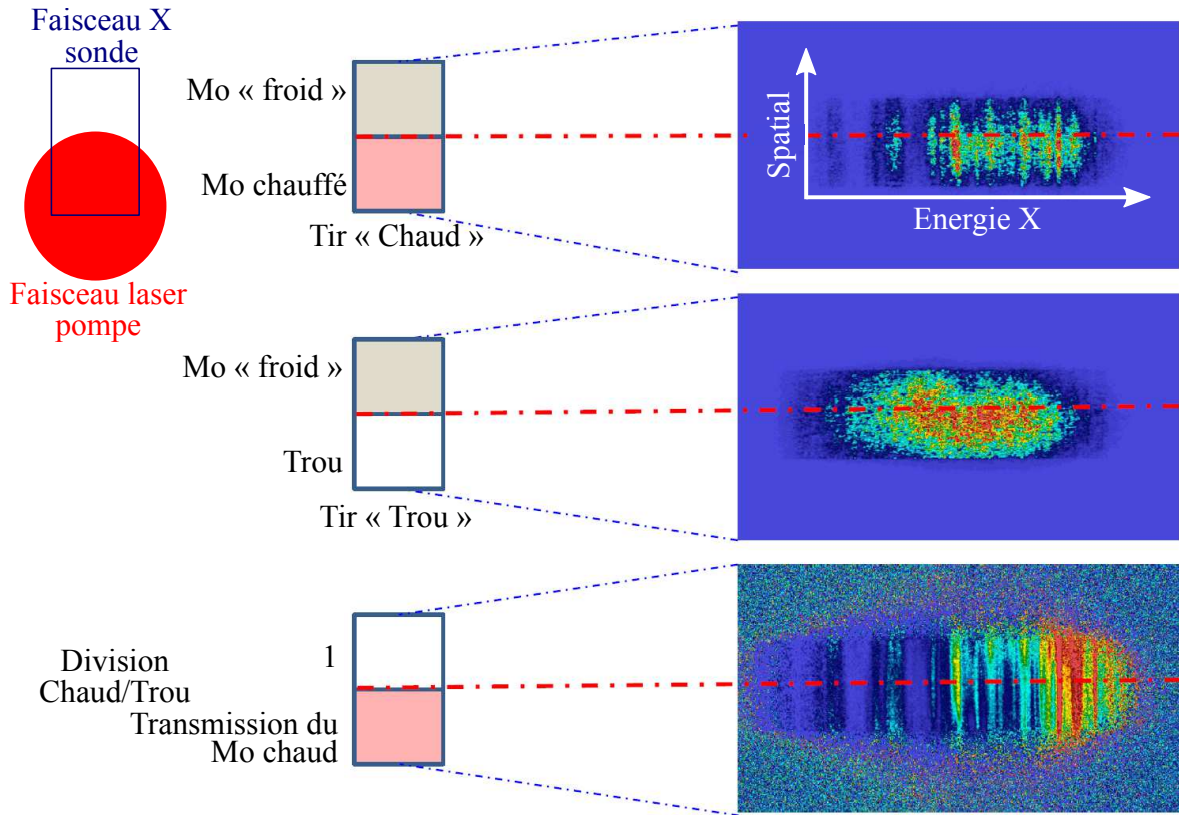 Faisceau X
sonde
Faisceau laser
pompe
Mo « froid »
Mo chauffé
Tir « Chaud »
Spatial
Energie X
Mo « froid »
Trou
Tir « Trou »
Division
Chaud/Trou
1
Transmission du
Mo chaud